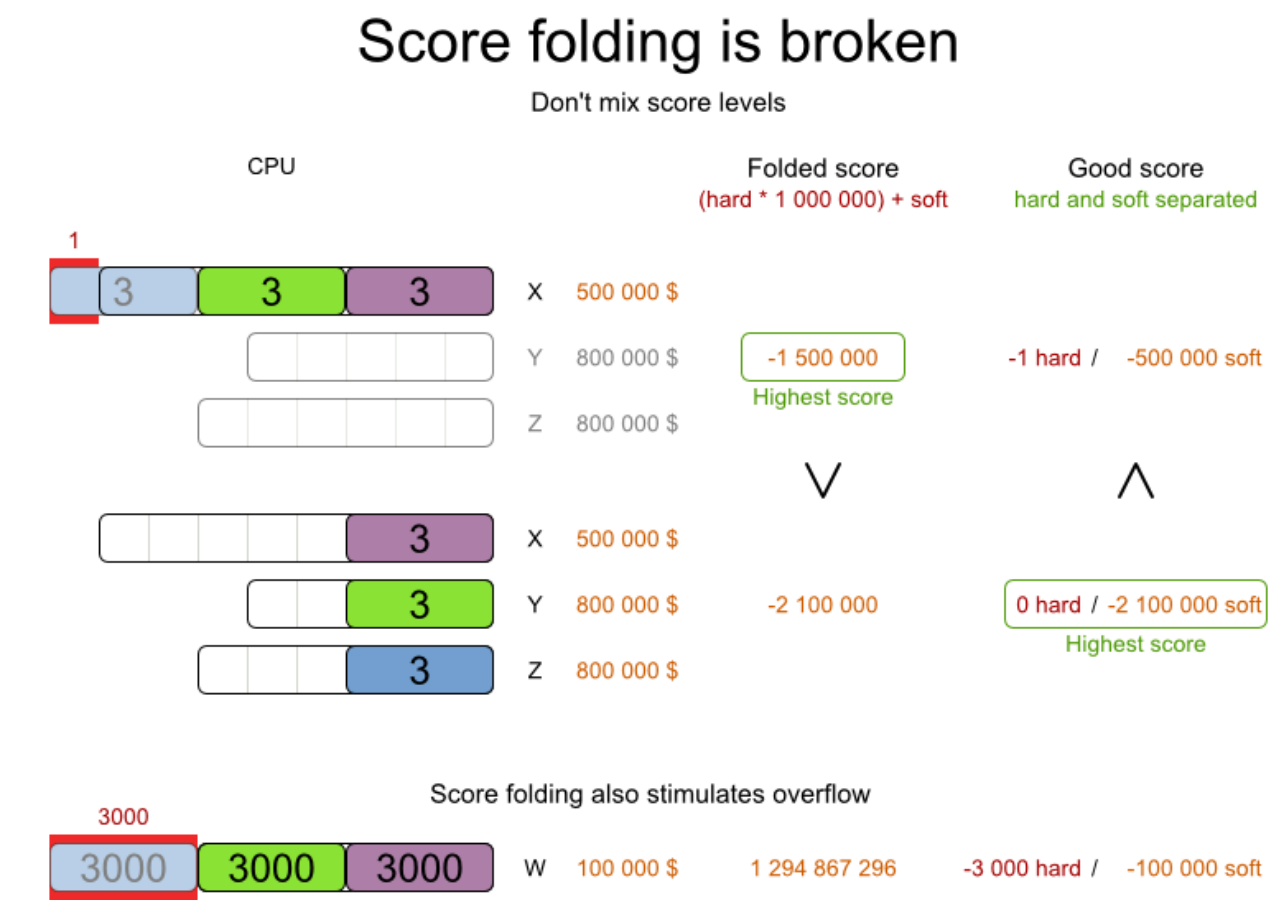 Score folding is broken
Don't mix score levels
CPU Folded score Good score
(hard * 1 000 000) + soft hard and soft separated
1
3 3 3 X 500 000 $
Y 800 000 $ -1 500 000 -1 hard / -500 000 soft
Highest score
Z 800 000 $
3 X 500 000 $
3 Y 800 000 $ -2 100 000 0 hard / -2 100 000 soft
Highest score
3 Z 800 000 $
Score folding also stimulates overflow
3000
3000 3000 3000 W 100 000 $ 1 294 867 296 -3 000 hard / -100 000 soft